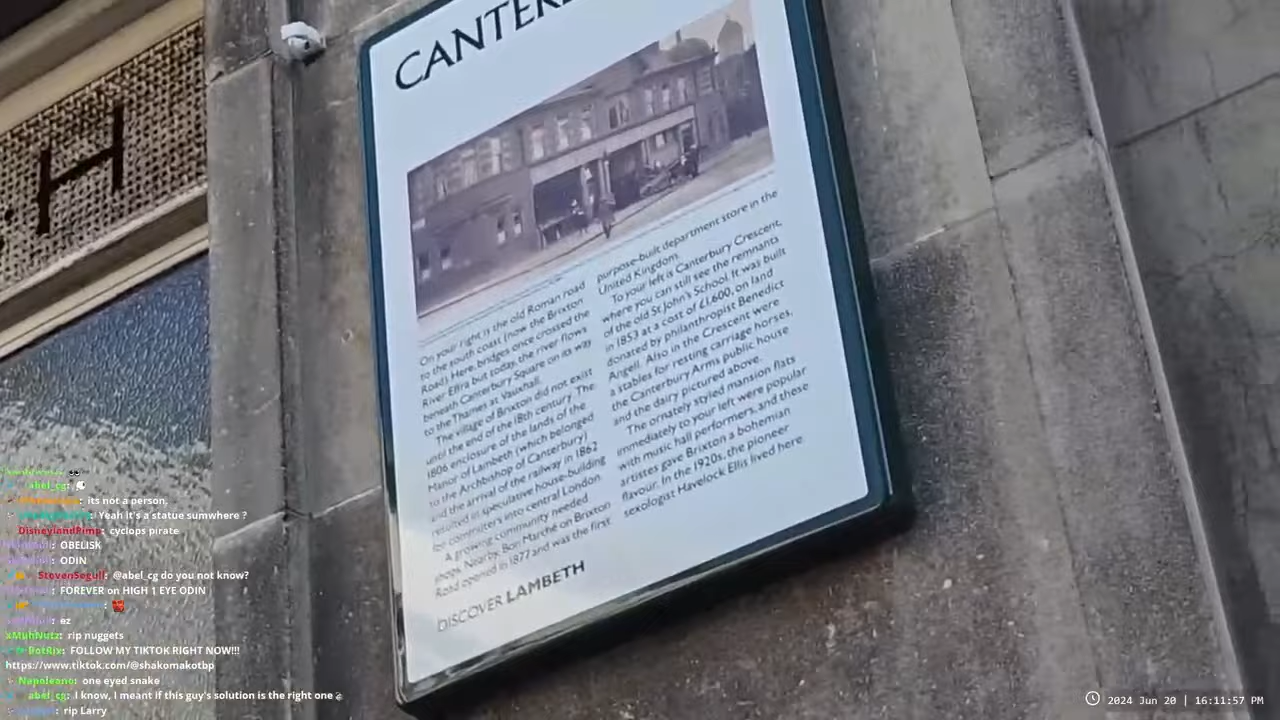 CANTER
H
On your right is the old Roman road
to the south coast (now the Brixton
Road). Here, bridges once crossed the
River Effra but today, the river flows
beneath Canterbury Square on its way
to the Thames at Vauxhall.
The village of Brixton did not exist
until the end of the 18th century. The
1806 enclosure of the lands of the
Manor of Lambeth (which belonged
to the Archbishop of Canterbury)
and the arrival of the railway in 1862
resulted in speculative house-building
for commuters into central London.
A growing community needed
shops. Nearby, Bon Marché on Brixton
Road opened in 1877 and was the first
purpose-built department store in the
United Kingdom.
To your left is Canterbury Crescent,
where you can still see the remnants
of the old St John's School. It was built
in 1853 at a cost of £1,600, on land
donated by philanthropist Benedict
Angell. Also in the Crescent were
a stables for resting carriage horses,
the Canterbury Arms public house
and the dairy pictured above.
The ornately styled mansion flats
immediately to your left were popular
with music hall performers, and these
artistes gave Brixton a bohemian
flavour. In the 1920s, the pioneer
sexologist Havelock Ellis lived here
DISCOVER LAMBETH
abel_cg:
its not a person.
: Yeah it's a statue sumwhere ?
DisneylandPimp: cyclops pirate
: OBELISK
: ODIN
StevenSegull: @abel_cg do you not know?
: FOREVER on HIGH 1 EYE ODIN
: ez
xMuhNutz: rip nuggets
PotRix: FOLLOW MY TIKTOK RIGHT NOW!!!
https://www.tiktok.com/@shakomakotbp
Napoleano: one eyed snake
abel_cg: I know, I meant if this guy's solution is the right one
: rip Larry
2024 Jun 20 | 16:11:57 PM